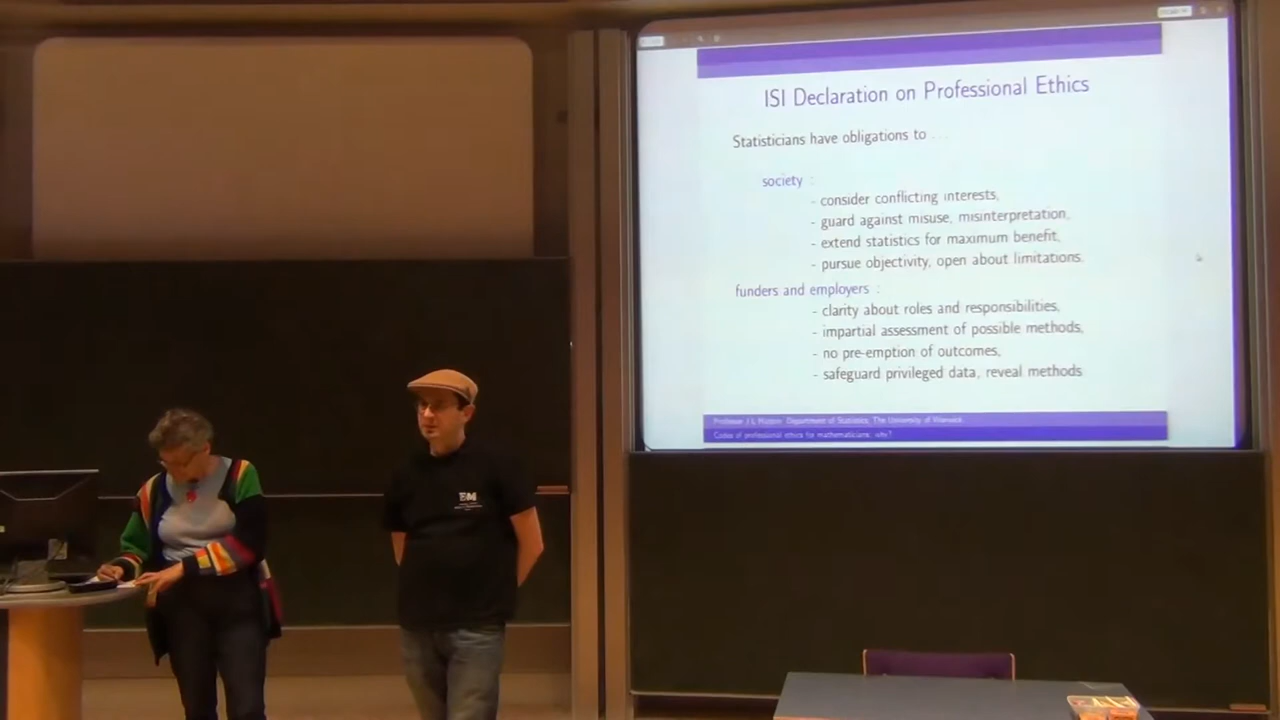 ISI Declaration on Professional Ethics
Statisticians have obligations to . . .
society :
- consider conflicting interests,
- guard against misuse, misinterpretation,
- extend statistics for maximum benefit,
- pursue objectivity, open about limitations.
funders and employers :
- clarity about roles and responsibilities,
- impartial assessment of possible methods,
- no pre-emption of outcomes,
- safeguard privileged data, reveal methods
Professor J L Hutton Department of Statistics, The University of Warwick
Codes of professional ethics for mathematicians, why?